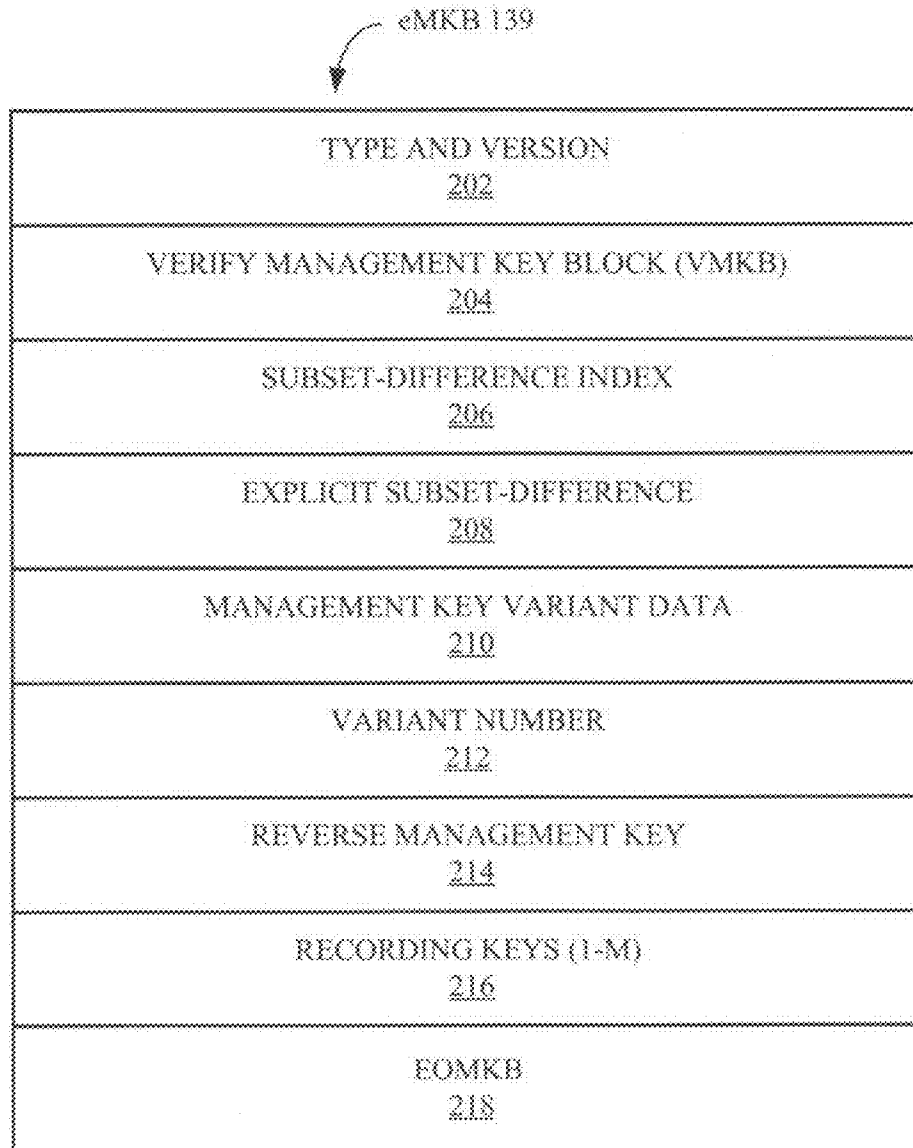 eMKB 139
TYPE AND VERSION
202
VERIFY MANAGEMENT KEY BLOCK (VMKB)
204
SUBSET-DIFFERENCE INDEX
206
EXPLICIT SUBSET-DIFFERENCE
208
MANAGEMENT KEY VARIANT DATA
210
VARIANT NUMBER
212
REVERSE MANAGEMENT KEY
214
RECORDING KEYS (1-M)
216
EOMKB
218